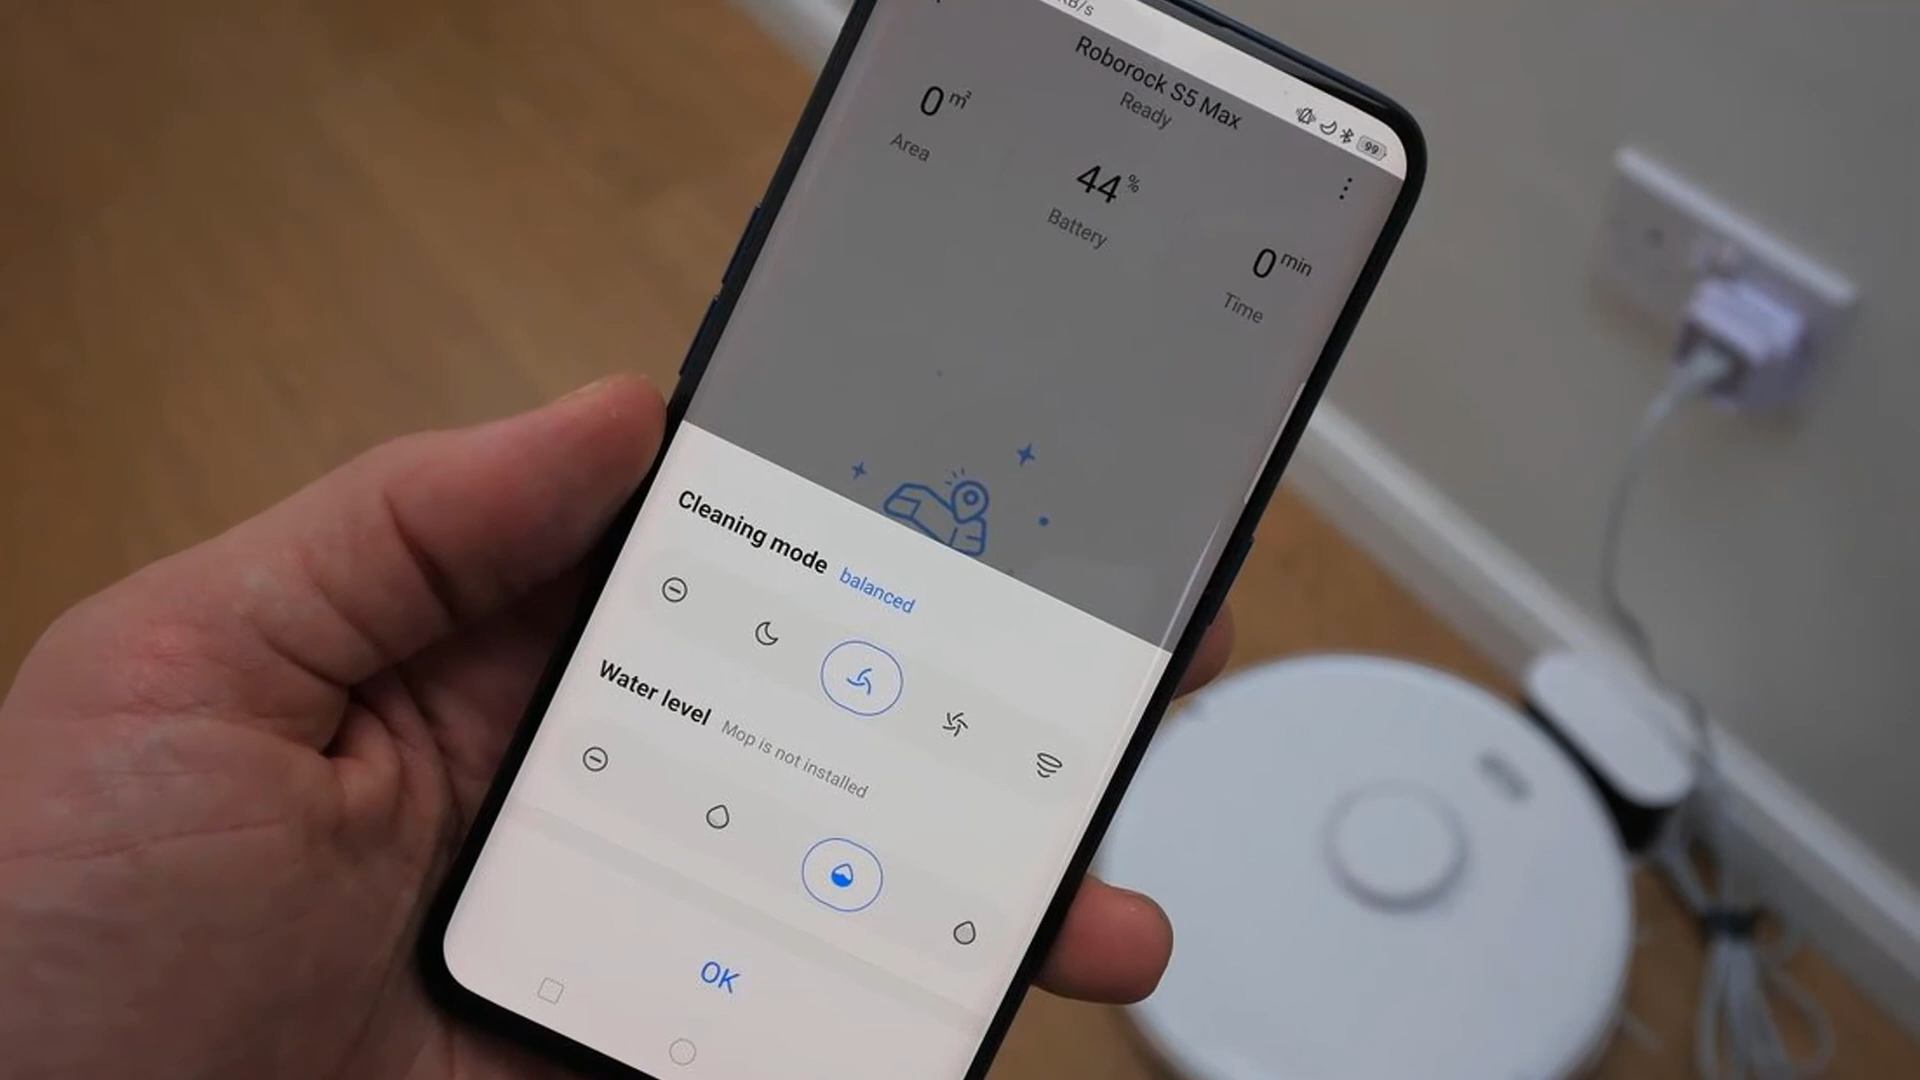 KB/s
99
Roborock S5 Max
Ready
0 m²
Area
44 %
Battery
0 min
Time
Cleaning mode balanced
Water level Mop is not installed
OK